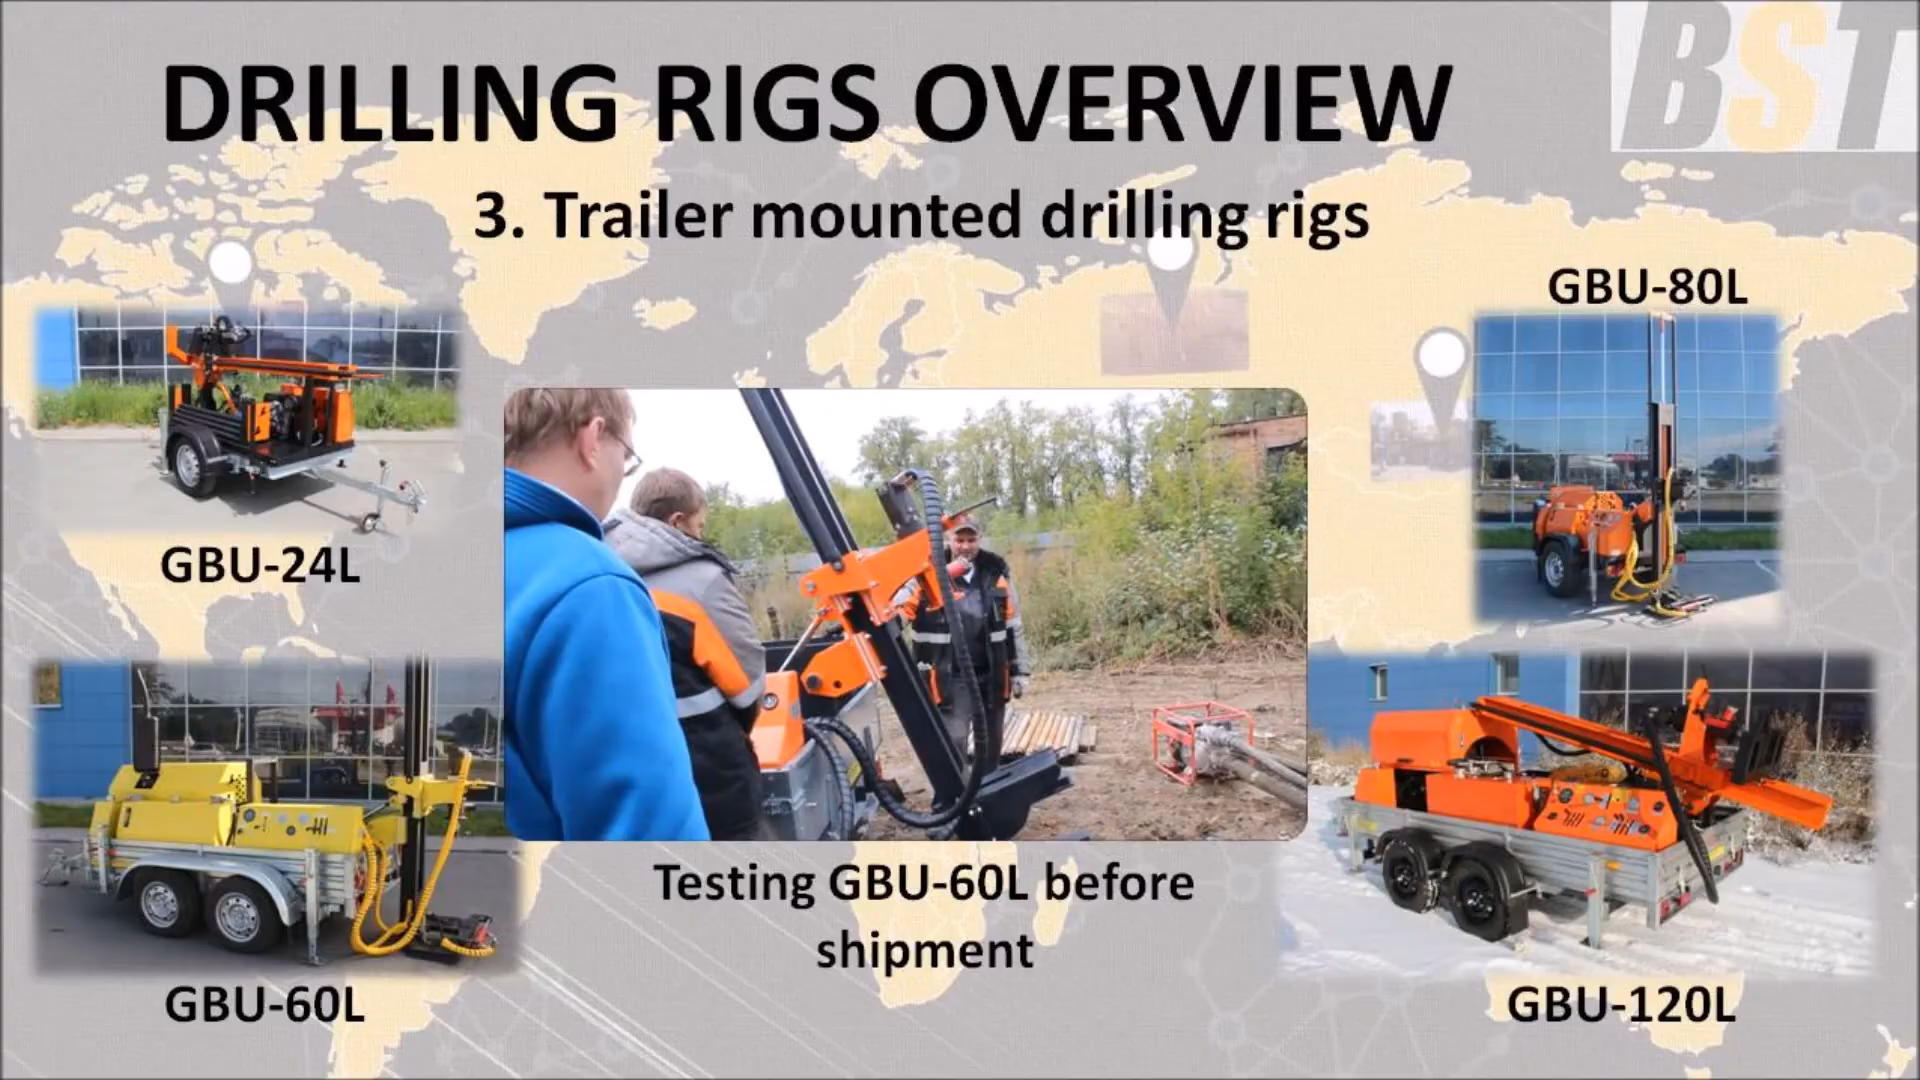 BST
DRILLING RIGS OVERVIEW
3. Trailer mounted drilling rigs
GBU-80L
GBU-24L
Testing GBU-60L before
shipment
GBU-60L
GBU-120L